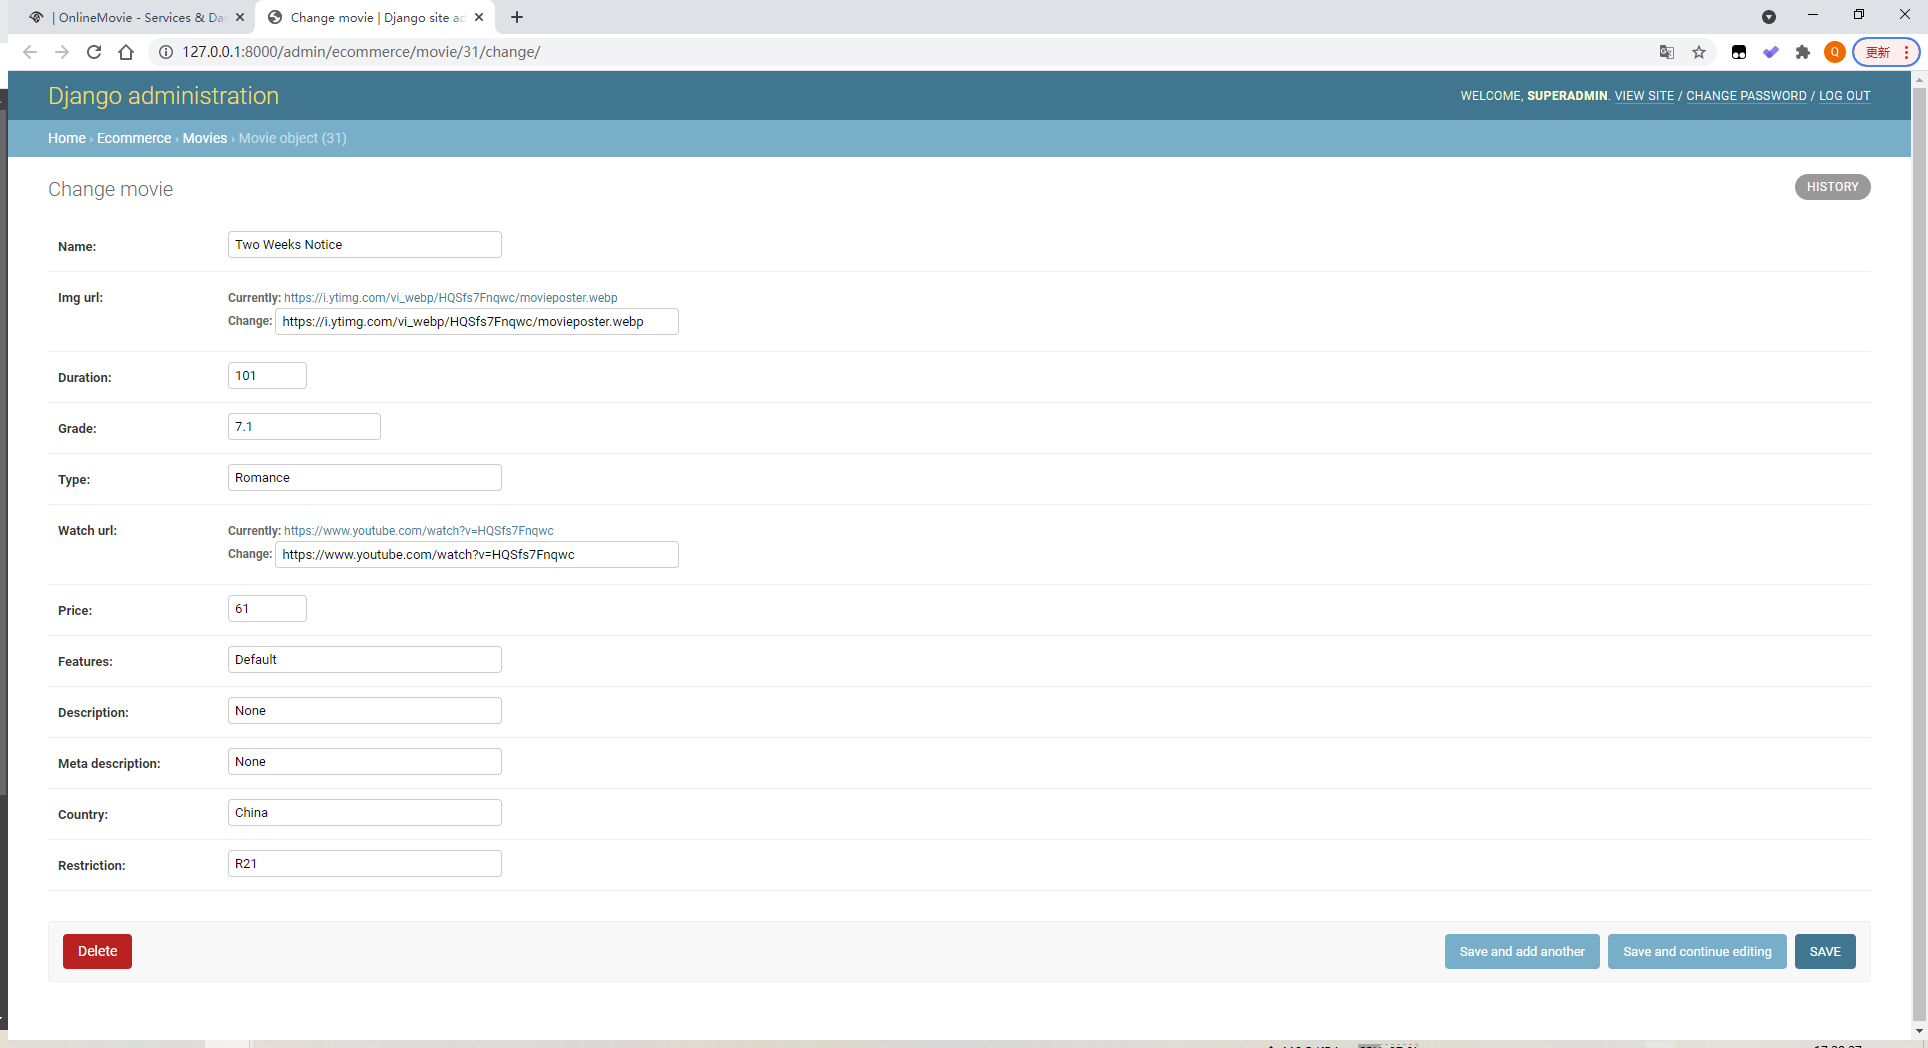 | OnlineMovie - Services & Da
Change movie | Django site ad
127.0.0.1:8000/admin/ecommerce/movie/31/change/
Q
更新
Django administration
WELCOME, SUPERADMIN. VIEW SITE / CHANGE PASSWORD / LOG OUT
Home › Ecommerce › Movies › Movie object (31)
Change movie
HISTORY
Name: Two Weeks Notice
Img url: Currently: https://i.ytimg.com/vi_webp/HQSfs7Fnqwc/movieposter.webp
Change: https://i.ytimg.com/vi_webp/HQSfs7Fnqwc/movieposter.webp
Duration: 101
Grade: 7.1
Type: Romance
Watch url: Currently: https://www.youtube.com/watch?v=HQSfs7Fnqwc
Change: https://www.youtube.com/watch?v=HQSfs7Fnqwc
Price: 61
Features: Default
Description: None
Meta description: None
Country: China
Restriction: R21
Delete
Save and add another
Save and continue editing
SAVE